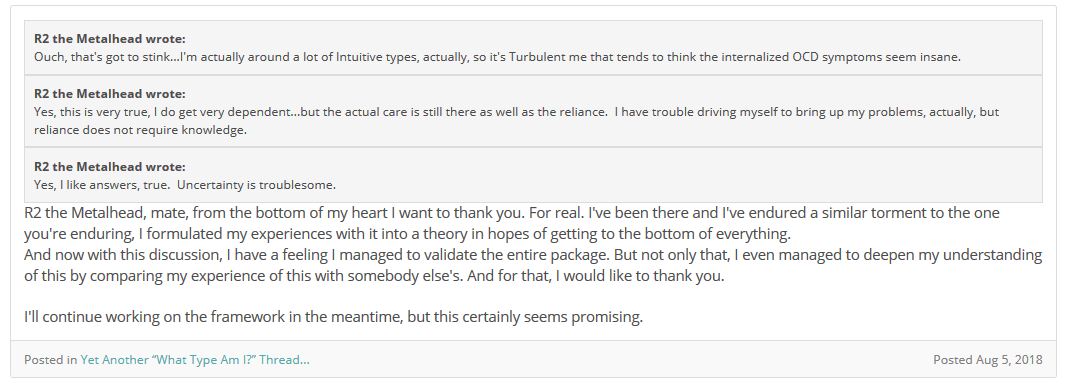 R2 the Metalhead wrote:
Ouch, that's got to stink...I'm actually around a lot of Intuitive types, actually, so it's Turbulent me that tends to think the internalized OCD symptoms seem insane.
R2 the Metalhead wrote:
Yes, this is very true, I do get very dependent...but the actual care is still there as well as the reliance.  I have trouble driving myself to bring up my problems, actually, but
reliance does not require knowledge.
R2 the Metalhead wrote:
Yes, I like answers, true.  Uncertainty is troublesome.
R2 the Metalhead, mate, from the bottom of my heart I want to thank you. For real. I've been there and I've endured a similar torment to the one
you're enduring, I formulated my experiences with it into a theory in hopes of getting to the bottom of everything.
And now with this discussion, I have a feeling I managed to validate the entire package. But not only that, I even managed to deepen my understanding
of this by comparing my experience of this with somebody else's. And for that, I would like to thank you.
I'll continue working on the framework in the meantime, but this certainly seems promising.
Posted in Yet Another “What Type Am I?” Thread...
Posted Aug 5, 2018